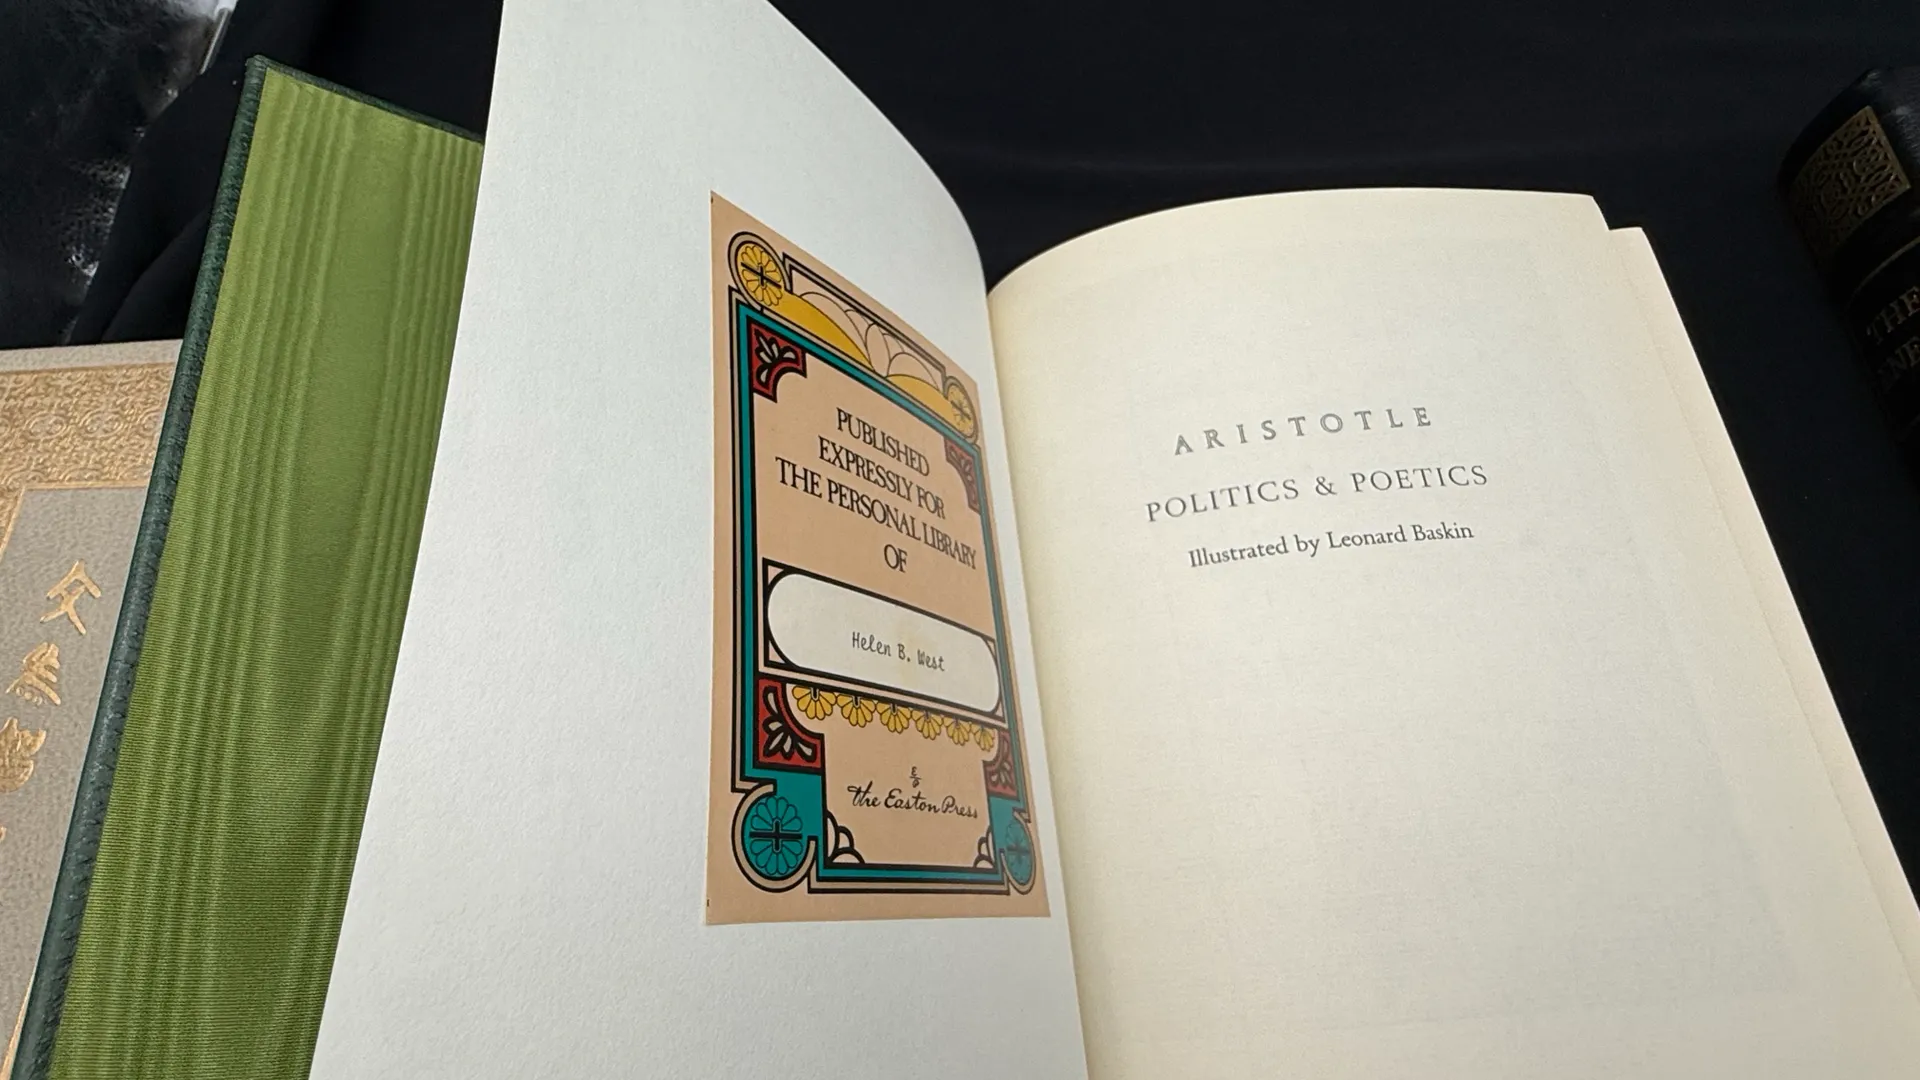 PUBLISHED
EXPRESSLY FOR
THE PERSONAL LIBRARY
OF
Helen B. West
E
P
the Easton Press
ARISTOTLE
POLITICS & POETICS
Illustrated by Leonard Baskin
THE